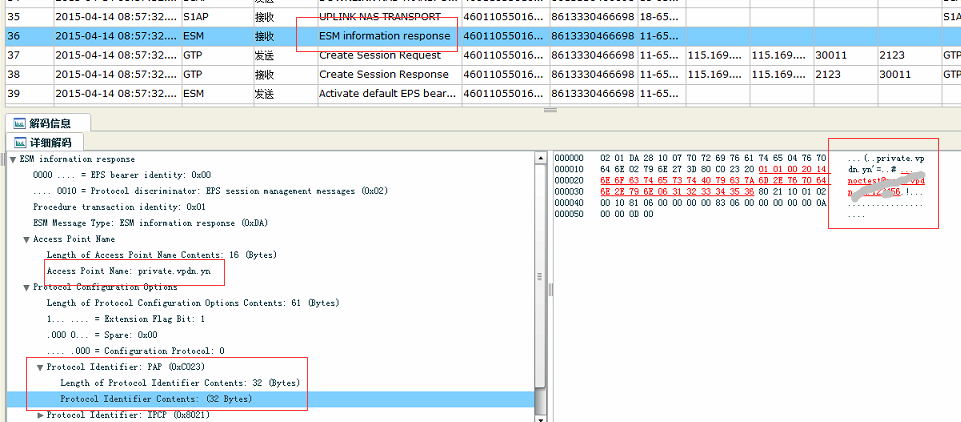 35 2015-04-14 08:57:32.... S1AP 接收 UPLINK NAS TRANSPORT 46011055016... 8613330466698 18-65... S1A
36 2015-04-14 08:57:32.... ESM 接收 ESM information response 46011055016... 8613330466698 11-65...
37 2015-04-14 08:57:32.... GTP 发送 Create Session Request 46011055016... 8613330466698 11-65... 115.169.... 115.169.... 30011 2123 GTP
38 2015-04-14 08:57:32.... GTP 接收 Create Session Response 46011055016... 8613330466698 11-65... 115.169.... 115.169.... 2123 30011 GTP
39 2015-04-14 08:57:32.... ESM 发送 Activate default EPS bear... 46011055016... 8613330466698 11-65...
解码信息
详细解码
ESM information response
0000 .... = EPS bearer identity: 0x00
.... 0010 = Protocol discriminator: EPS session management messages (0x02)
Procedure transaction identity: 0x01
ESM Message Type: ESM information response (0xDA)
Access Point Name
Length of Access Point Name Contents: 16 (Bytes)
Access Point Name: private.vpdn.yn
Protocol Configuration Options
Length of Protocol Configuration Options Contents: 61 (Bytes)
1... .... = Extension Flag Bit: 1
.000 0... = Spare: 0x00
.... .000 = Configuration Protocol: 0
Protocol Identifier: PAP (0xC023)
Length of Protocol Identifier Contents: 32 (Bytes)
Protocol Identifier Contents: (32 Bytes)
Protocol Identifier: IPCP (0x8021)
000000 02 01 DA 28 10 07 70 72 69 76 61 74 65 04 76 70 ...(..private.vp
000010 64 6E 02 79 6E 27 3D 80 C0 23 20 01 01 00 20 14 dn.yn'=..# ... .
000020 6E 6F 63 74 65 73 74 40 79 63 7A 6D 2E 76 70 64
000030 6E 2E 79 6E 06 31 32 33 34 35 36 80 21 10 01 02
000040 00 10 81 06 00 00 00 00 83 06 00 00 00 00 00 0A ................
000050 00 00 0D 00 ....